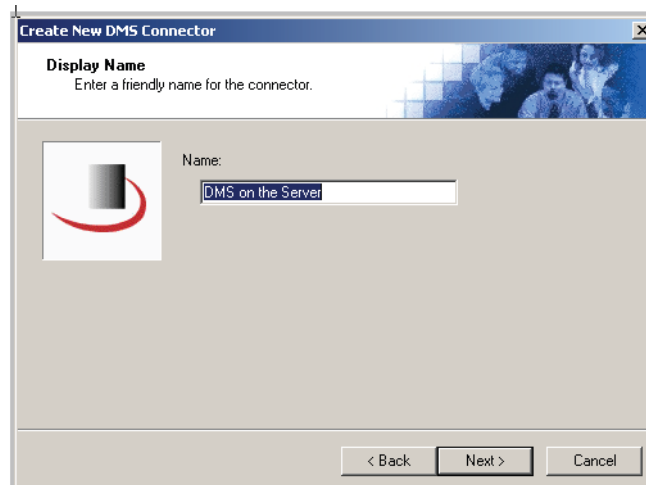 Create New DMS Connector
Display Name
Enter a friendly name for the connector.
Name:
DMS on the Server
< Back
Next >
Cancel